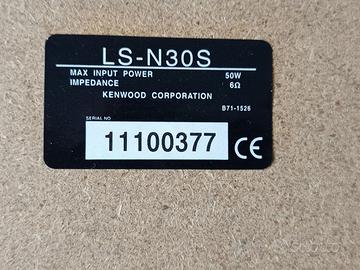 LS-N30S
MAX INPUT POWER 50W
IMPEDANCE 6Ω
KENWOOD CORPORATION
B71-1526
SERIAL NO
11100377 CE